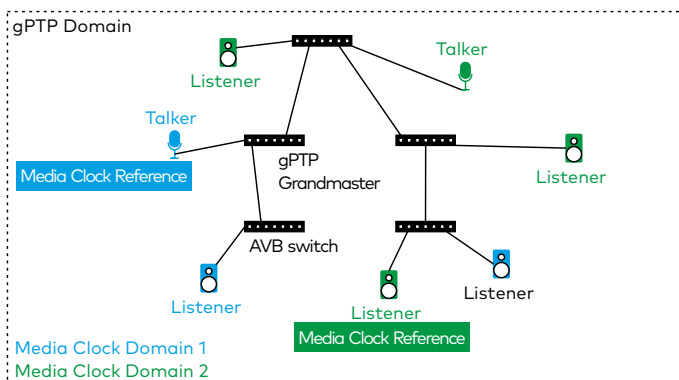 gPTP Domain
Listener
Talker
Talker
Media Clock Reference
gPTP
Grandmaster
Listener
AVB switch
Listener
Listener
Listener
Media Clock Reference
Media Clock Domain 1
Media Clock Domain 2